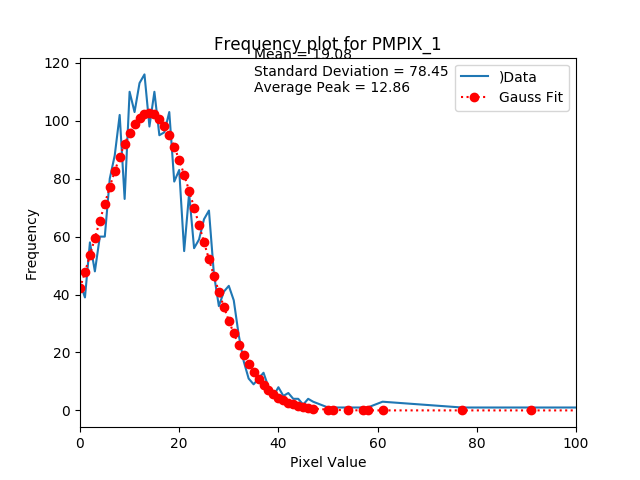 Frequency plot for PMPIX_1
Mean = 19.08
Standard Deviation = 78.45
Average Peak = 12.86
)Data
Gauss Fit
120
100
80
60
40
20
0
Frequency
0 20 40 60 80 100
Pixel Value